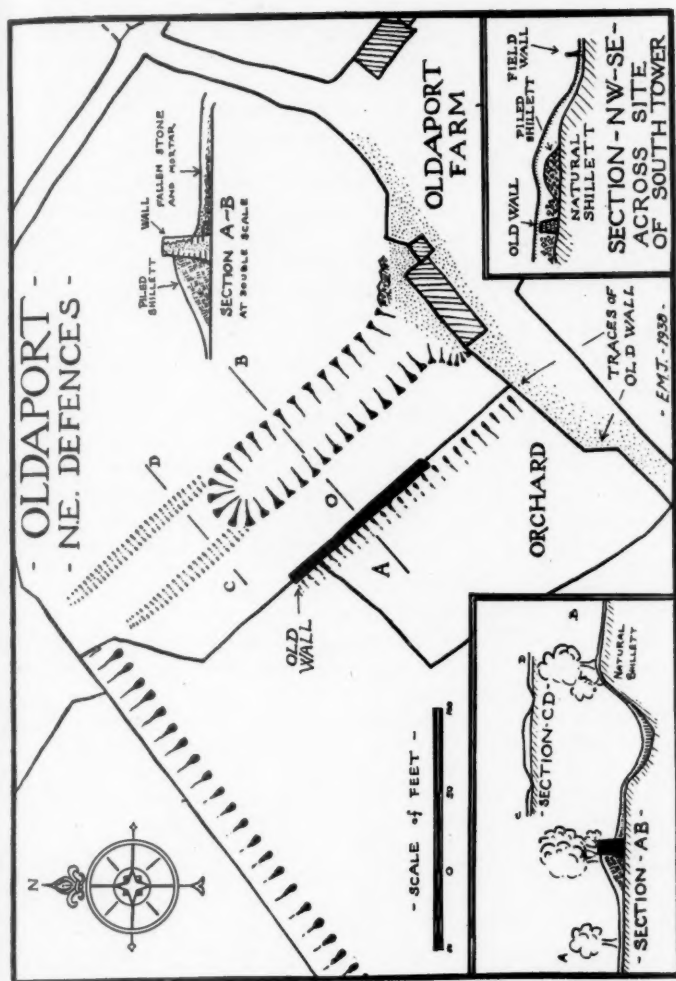 - OLDAPORT -
- N.E. DEFENCES -
N
D
C
B
O
A
OLD
WALL
PILED
SHILLETT
WALL
FALLEN STONE
AND MORTAR
SECTION A-B
AT DOUBLE SCALE
ORCHARD
OLDAPORT
FARM
TRACES OF
OLD WALL
- E.M.J. - 1938 -
- SCALE of FEET -
0 50
C D
-SECTION-CD-
A B
NATURAL
SHILLETT
-SECTION-AB-
OLD WALL
PILED
SHILLETT
FIELD
WALL
NATURAL
SHILLETT
SECTION-NW-SE-
ACROSS SITE
OF SOUTH TOWER